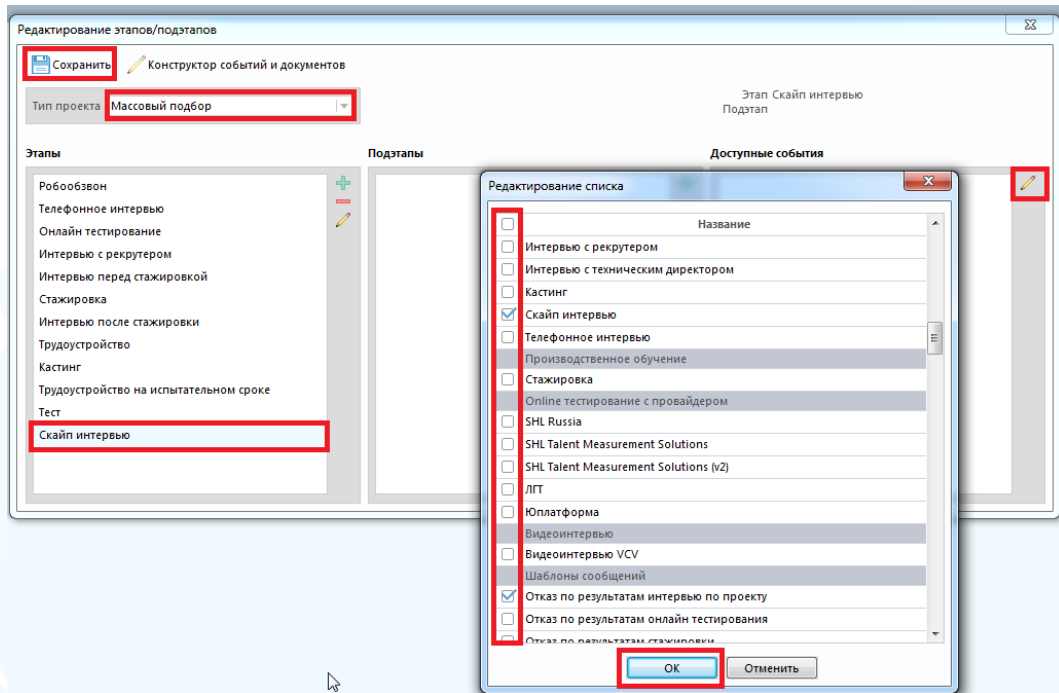 Редактирование этапов/подэтапов
Сохранить
Конструктор событий и документов
Тип проекта
Массовый подбор
Этап Скайп интервью
Подэтап
Этапы
Подэтапы
Доступные события
Робообзвон
Телефонное интервью
Онлайн тестирование
Интервью с рекрутером
Интервью перед стажировкой
Стажировка
Интервью после стажировки
Трудоустройство
Кастинг
Трудоустройство на испытательном сроке
Тест
Скайп интервью
Редактирование списка
Название
Интервью с рекрутером
Интервью с техническим директором
Кастинг
Скайп интервью
Телефонное интервью
Производственное обучение
Стажировка
Online тестирование с провайдером
SHL Russia
SHL Talent Measurement Solutions
SHL Talent Measurement Solutions (v2)
ЛГТ
Юплатформа
Видеоинтервью
Видеоинтервью VCV
Шаблоны сообщений
Отказ по результатам интервью по проекту
Отказ по результатам онлайн тестирования
Отказ по результатам стажировки
OK
Отменить